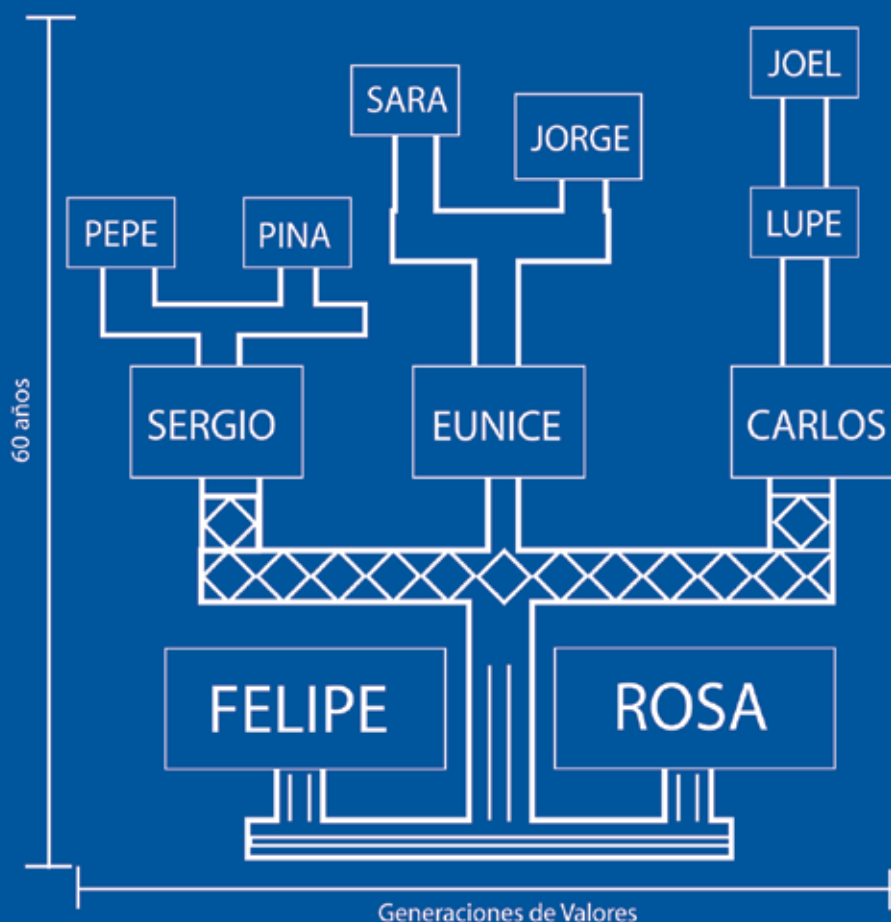 JOEL
SARA
JORGE
PEPE
PINA
LUPE
SERGIO
EUNICE
CARLOS
60 años
FELIPE
ROSA
Generaciones de Valores